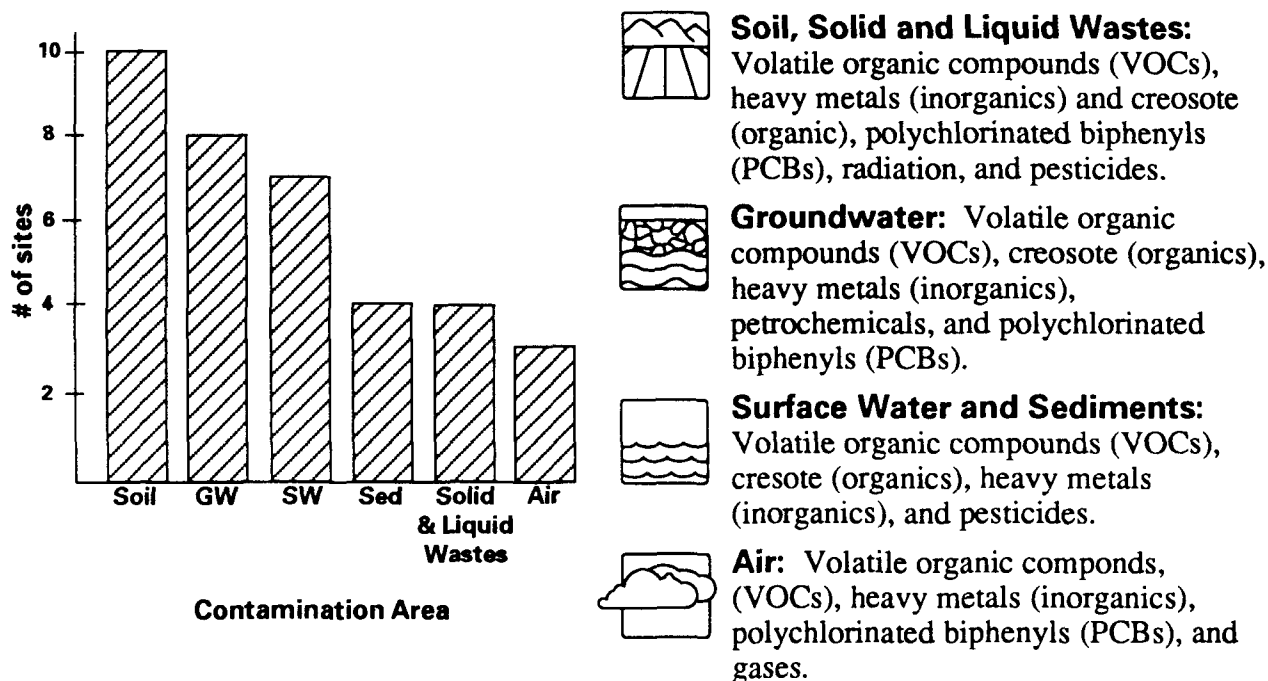 10
8
6
4
2
# of sites
Soil
GW
SW
Sed
Solid
& Liquid
Wastes
Air
Contamination Area
Soil, Solid and Liquid Wastes:
Volatile organic compounds (VOCs),
heavy metals (inorganics) and creosote
(organic), polychlorinated biphenyls
(PCBs), radiation, and pesticides.
Groundwater: Volatile organic
compounds (VOCs), creosote (organics),
heavy metals (inorganics),
petrochemicals, and polychlorinated
biphenyls (PCBs).
Surface Water and Sediments:
Volatile organic compounds (VOCs),
cresote (organics), heavy metals
(inorganics), and pesticides.
Air: Volatile organic componds,
(VOCs), heavy metals (inorganics),
polychlorinated biphenyls (PCBs), and
gases.